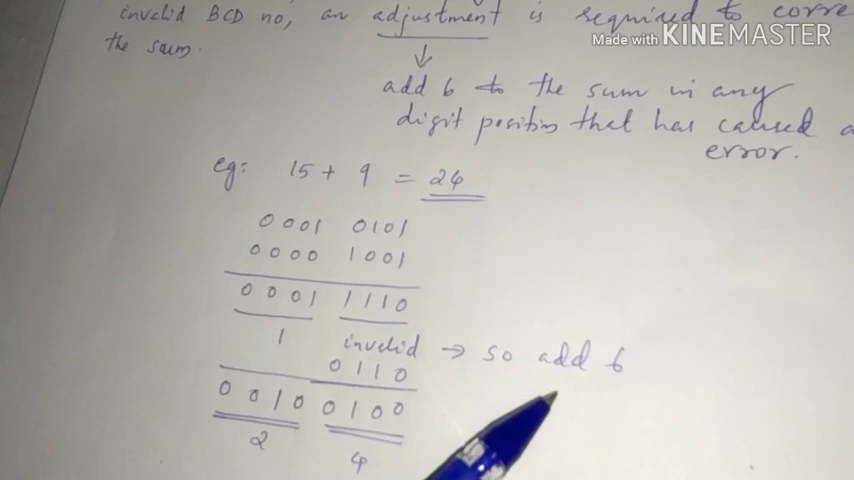 invalid BCD no, an adjustment is required to corre
the sum.
Made with KINEMASTER
↓
add 6 to the sum in any
digit position that has caused a
error.
eg: 15 + 9 = 24
0001 0101
0000 1001
0001 1110
1 invalid → so add 6
0110
0010 0100
2 4